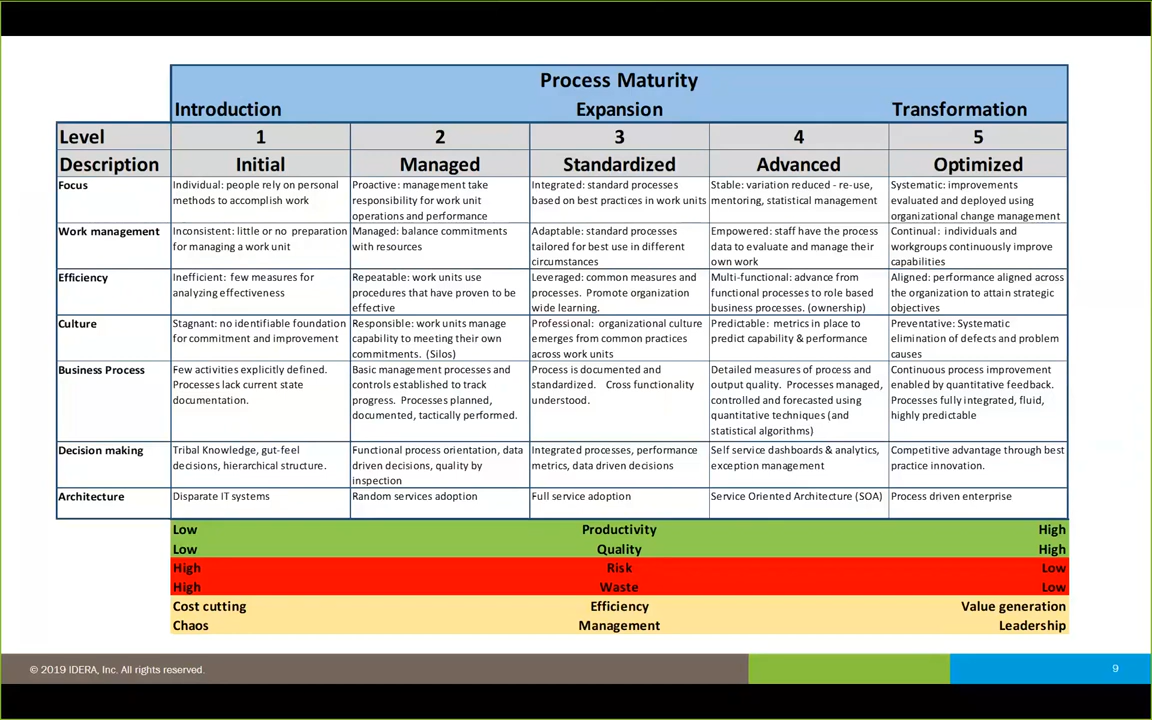 Process Maturity
Introduction Expansion Transformation
Level 1 2 3 4 5
Description Initial Managed Standardized Advanced Optimized
Focus
Individual: people rely on personal
methods to accomplish work
Proactive: management take
responsibility for work unit
operations and performance
Integrated: standard processes
based on best practices in work units
Stable: variation reduced - re-use,
mentoring, statistical management
Systematic: improvements
evaluated and deployed using
organizational change management
Work management
Inconsistent: little or no preparation
for managing a work unit
Managed: balance commitments
with resources
Adaptable: standard processes
tailored for best use in different
circumstances
Empowered: staff have the process
data to evaluate and manage their
own work
Continual: individuals and
workgroups continuously improve
capabilities
Efficiency
Inefficient: few measures for
analyzing effectiveness
Repeatable: work units use
procedures that have proven to be
effective
Leveraged: common measures and
processes. Promote organization
wide learning.
Multi-functional: advance from
functional processes to role based
business processes. (ownership)
Aligned: performance aligned across
the organization to attain strategic
objectives
Culture
Stagnant: no identifiable foundation
for commitment and improvement
Responsible: work units manage
capability to meeting their own
commitments. (Silos)
Professional: organizational culture
emerges from common practices
across work units
Predictable: metrics in place to
predict capability & performance
Preventative: Systematic
elimination of defects and problem
causes
Business Process
Few activities explicitly defined.
Processes lack current state
documentation.
Basic management processes and
controls established to track
progress. Processes planned,
documented, tactically performed.
Process is documented and
standardized. Cross functionality
understood.
Detailed measures of process and
output quality. Processes managed,
controlled and forecasted using
quantitative techniques (and
statistical algorithms)
Continuous process improvement
enabled by quantitative feedback.
Processes fully integrated, fluid,
highly predictable
Decision making
Tribal Knowledge, gut-feel
decisions, hierarchical structure.
Functional process orientation, data
driven decisions, quality by
inspection
Integrated processes, performance
metrics, data driven decisions
Self service dashboards & analytics,
exception management
Competitive advantage through best
practice innovation.
Architecture
Disparate IT systems
Random services adoption
Full service adoption
Service Oriented Architecture (SOA)
Process driven enterprise
Low Productivity High
Low Quality High
High Risk Low
High Waste Low
Cost cutting Efficiency Value generation
Chaos Management Leadership
© 2019 IDERA, Inc. All rights reserved.
9